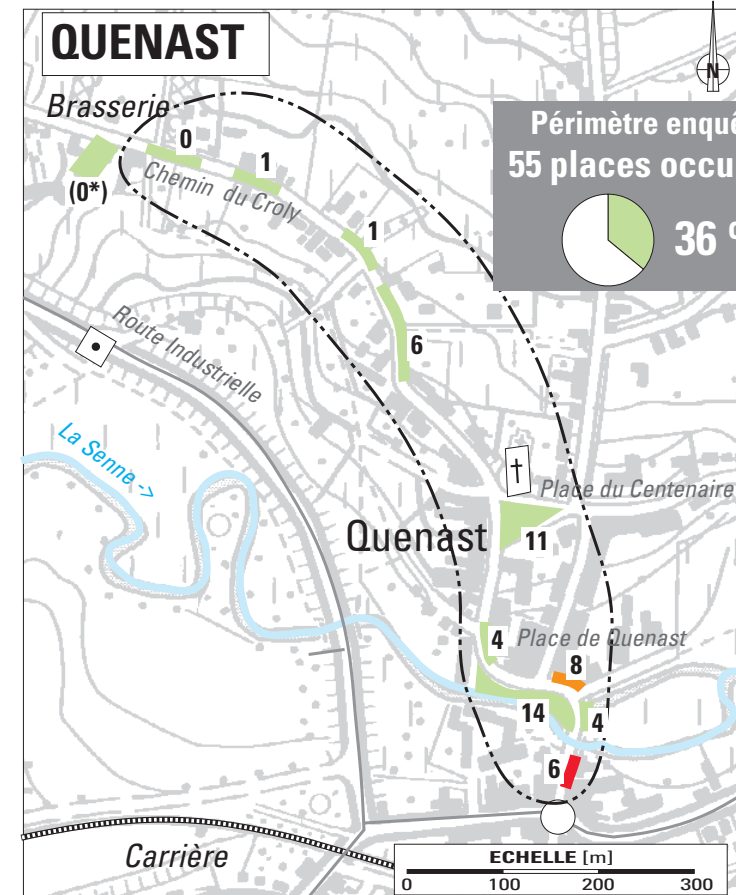 QUENAST
N
Brasserie
0
(0*)
Chemin du Croly
1
Périmètre enquê
55 places occu
36 %
1
6
Route Industrielle
La Senne ->
Place du Centenaire
Quenast
11
4
Place de Quenast
8
14
4
6
Carrière
ECHELLE [m]
0 100 200 300